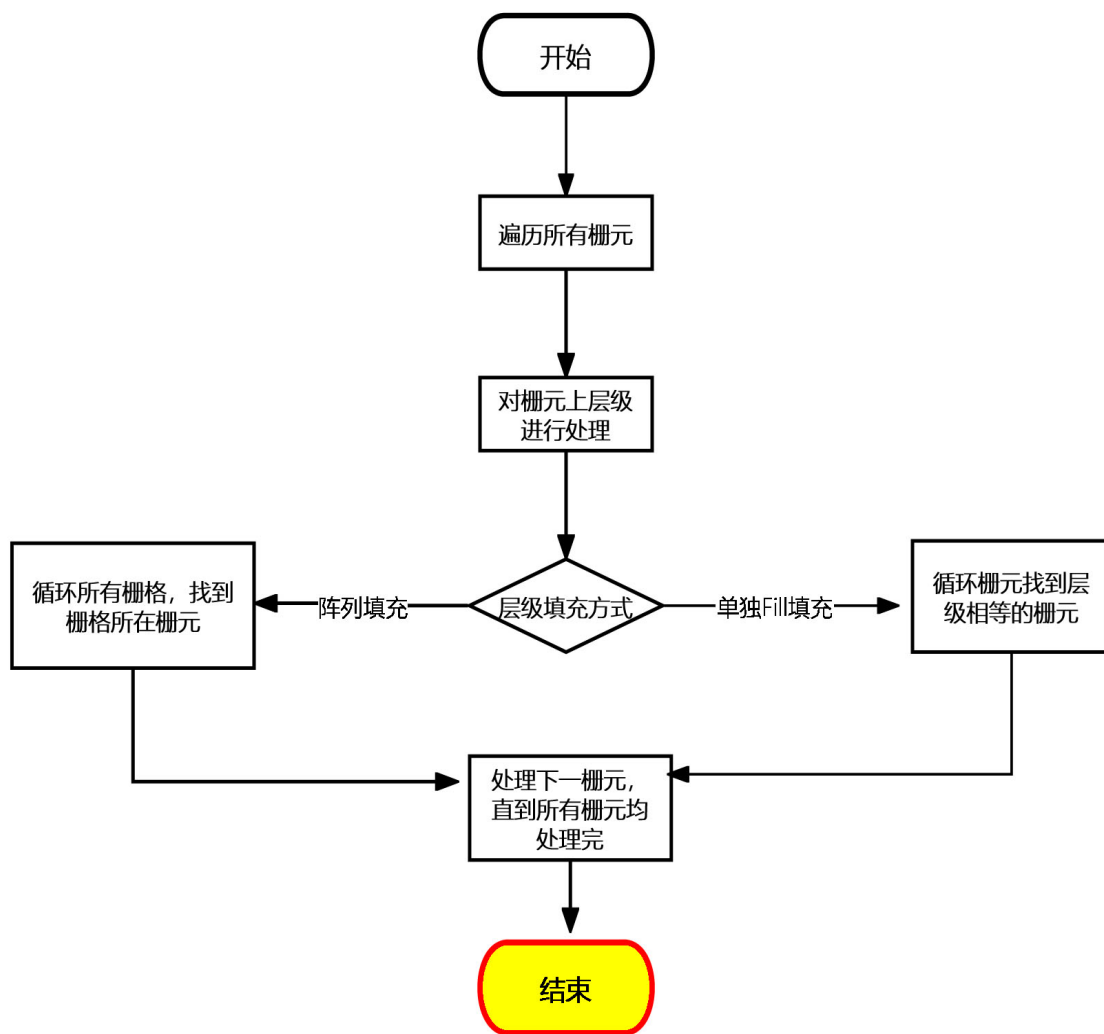 开始
遍历所有栅元
对栅元上层级
进行处理
循环所有栅格，找到
栅格所在栅元
阵列填充
层级填充方式
单独Fill填充
循环栅元找到层
级相等的栅元
处理下一栅元，
直到所有栅元均
处理完
结束